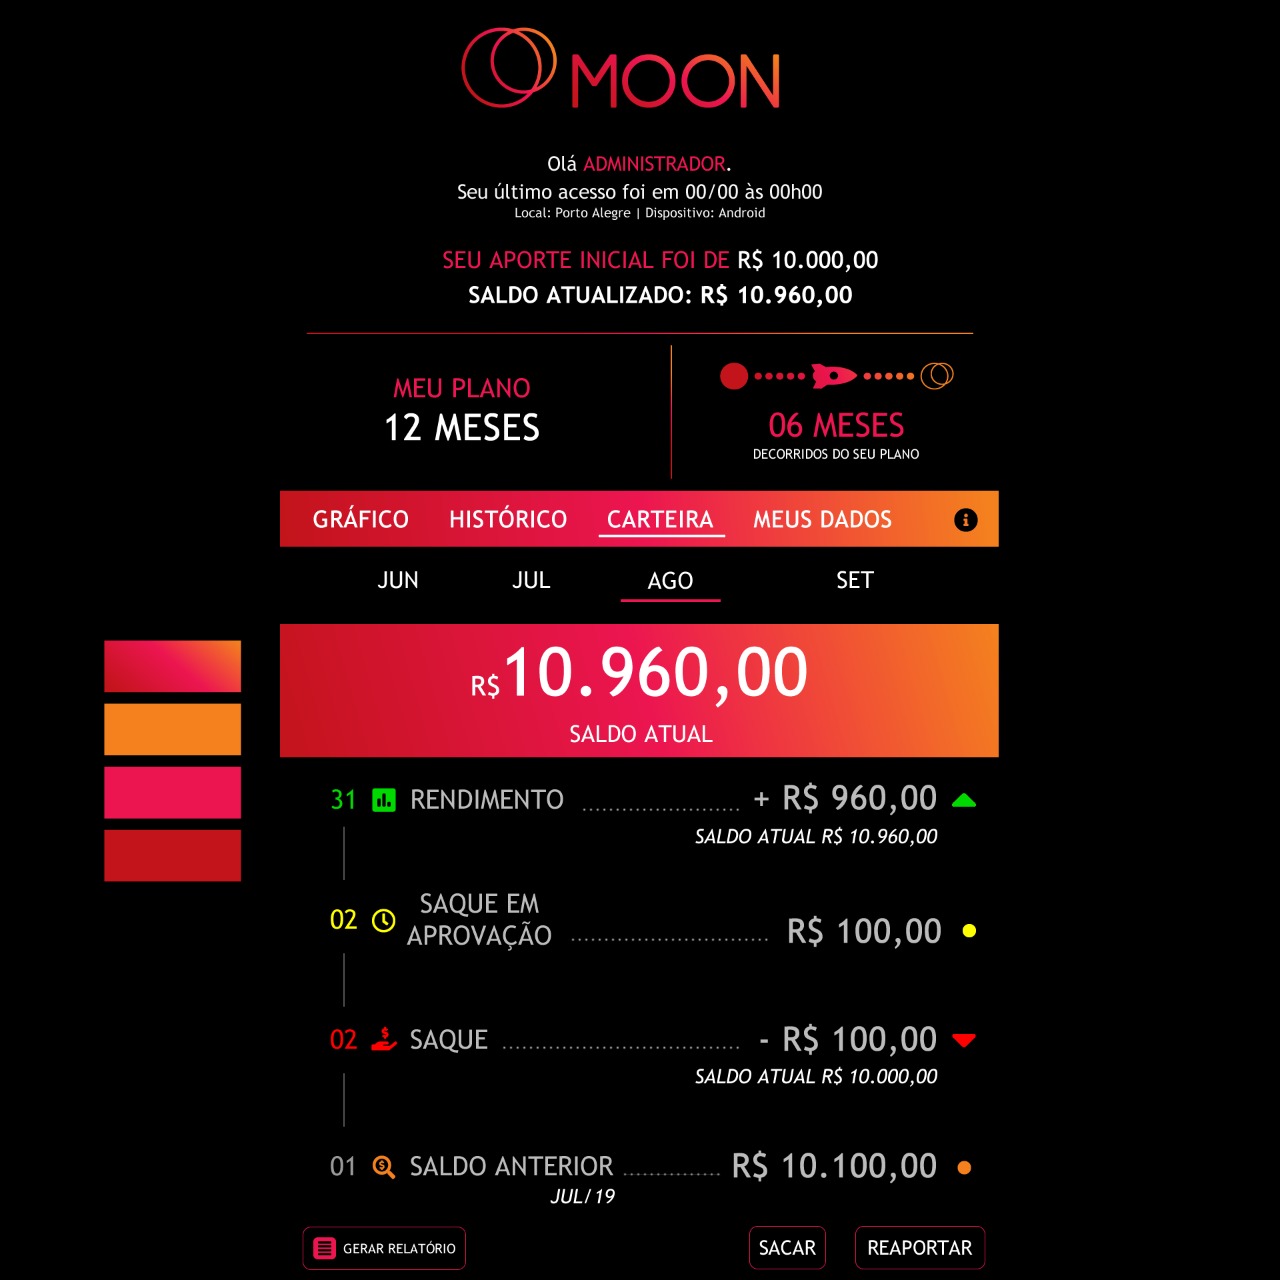 MOON
Olá ADMINISTRADOR.
Seu último acesso foi em 00/00 às 00h00
Local: Porto Alegre | Dispositivo: Android
SEU APORTE INICIAL FOI DE R$ 10.000,00
SALDO ATUALIZADO: R$ 10.960,00
MEU PLANO
12 MESES
06 MESES
DECORRIDOS DO SEU PLANO
GRÁFICO HISTÓRICO CARTEIRA MEUS DADOS
JUN JUL AGO SET
R$ 10.960,00
SALDO ATUAL
31 RENDIMENTO + R$ 960,00
SALDO ATUAL R$ 10.960,00
02 SAQUE EM
APROVAÇÃO R$ 100,00
02 SAQUE - R$ 100,00
SALDO ATUAL R$ 10.000,00
01 SALDO ANTERIOR R$ 10.100,00
JUL/19
GERAR RELATÓRIO SACAR REAPORTAR